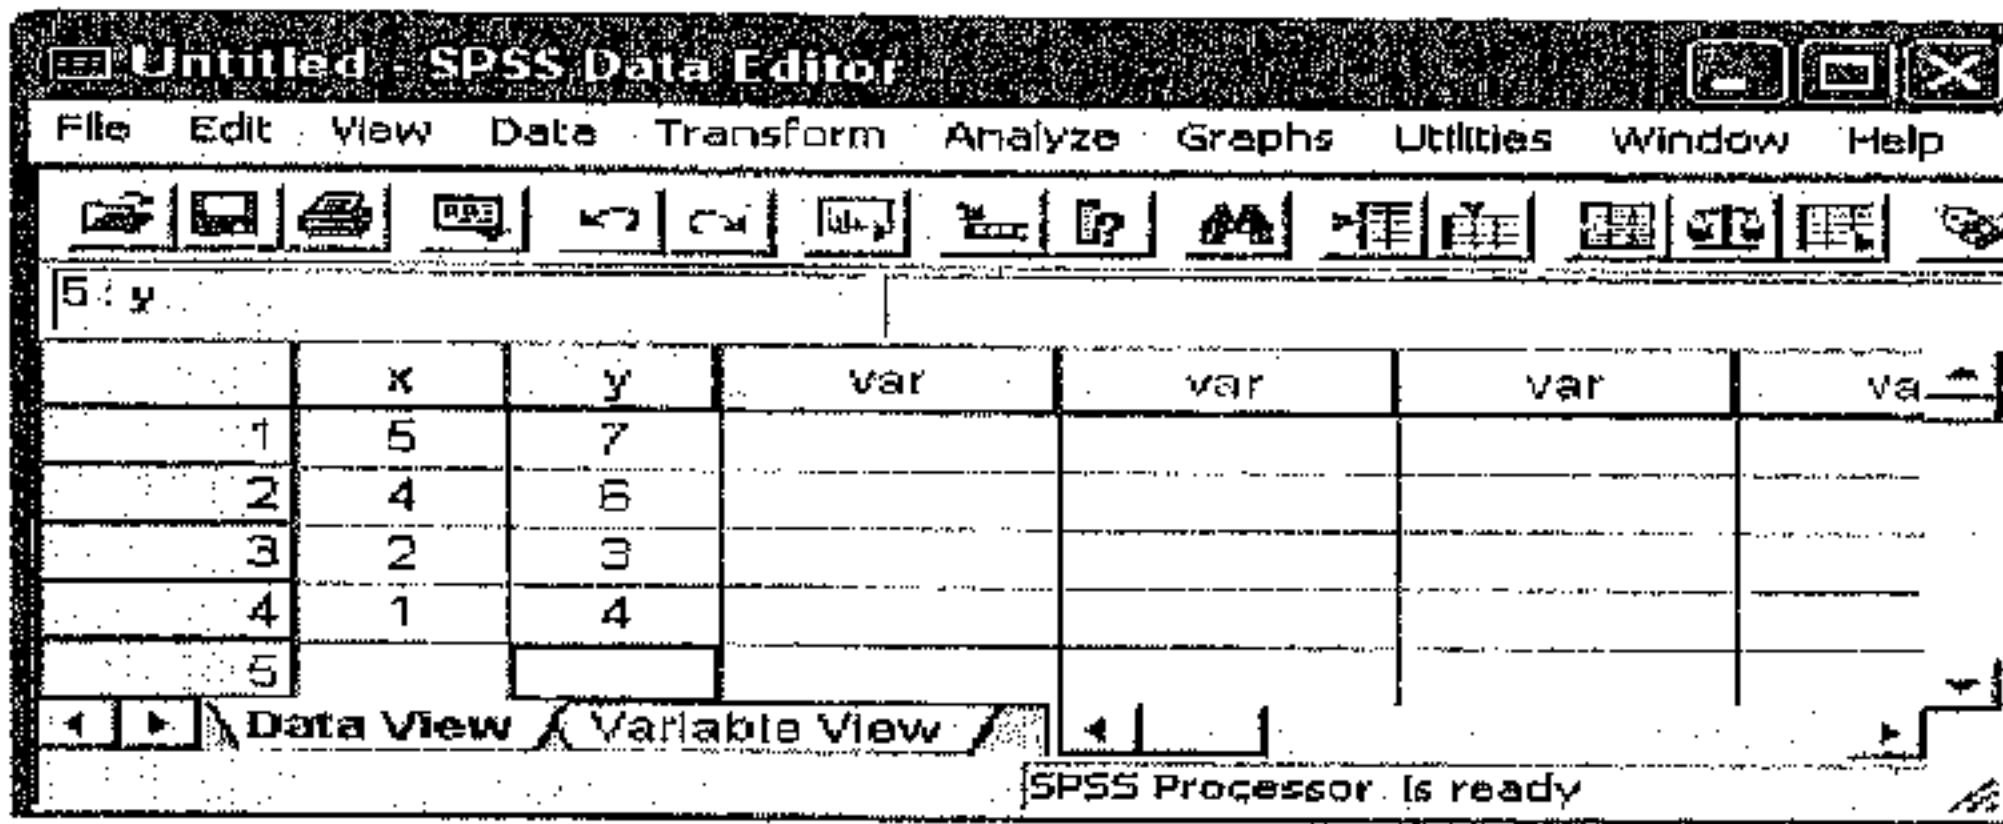 Untitled - SPSS Data Editor
File Edit View Data Transform Analyze Graphs Utilities Window Help
5 : y
x y var var var va
1 5 7
2 4 6
3 2 3
4 1 4
5
Data View Variable View
SPSS Processor is ready